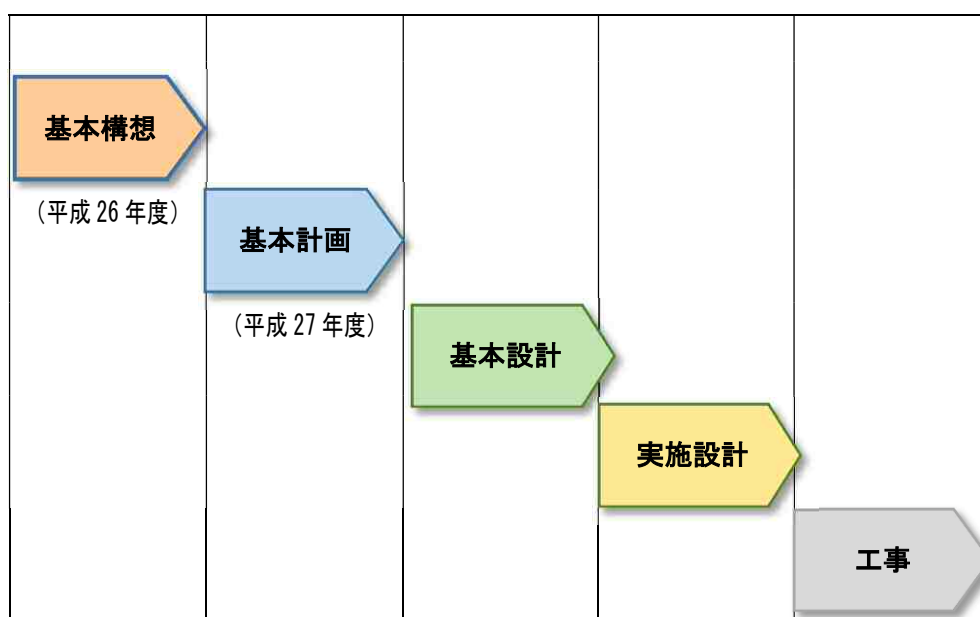 基本構想
（平成 26 年度）
基本計画
（平成 27 年度）
基本設計
実施設計
工事